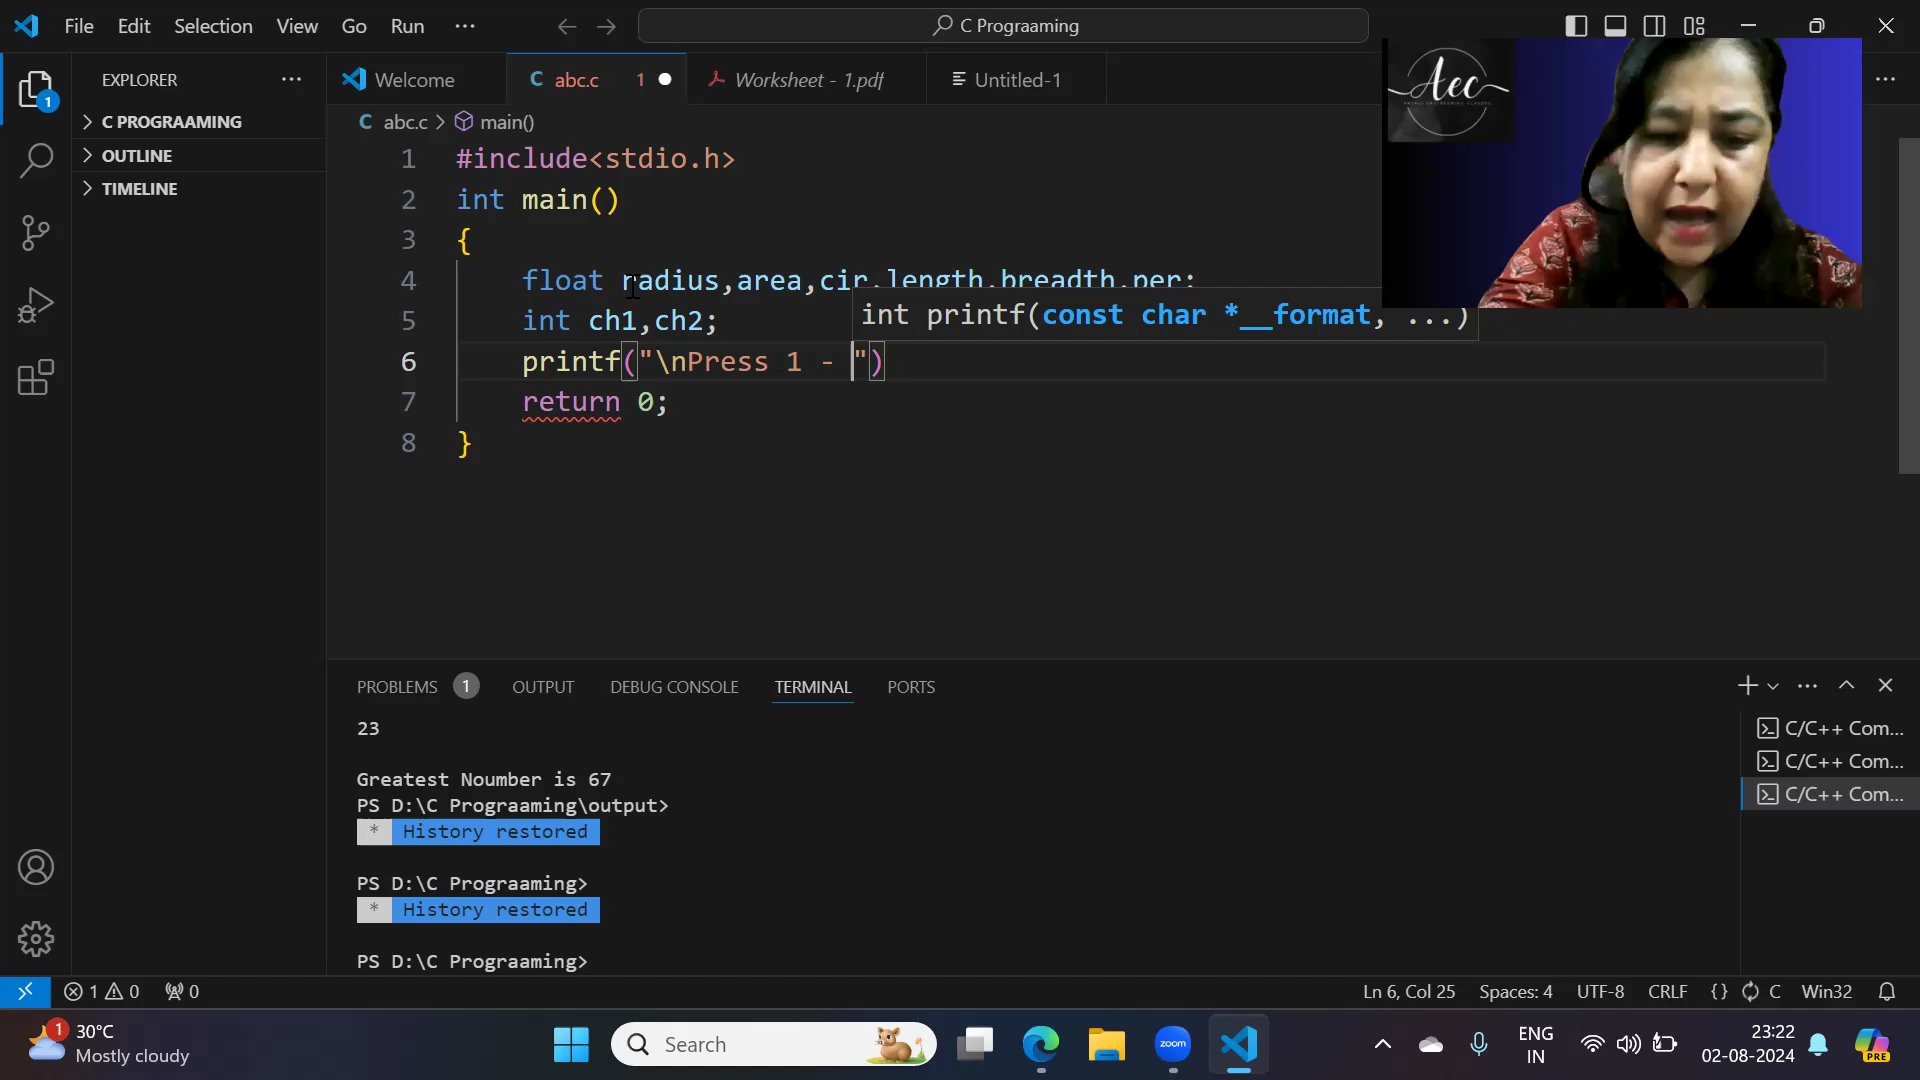 File Edit Selection View Go Run ··· C Prograaming
EXPLORER ···
C PROGRAAMING
OUTLINE
TIMELINE
Welcome abc.c 1 Worksheet - 1.pdf Untitled-1
abc.c > main()
1 #include<stdio.h>
2 int main()
3 {
4 float radius,area,cir,length,breadth,per;
int printf(const char *__format, ...)
5 int ch1,ch2;
6 printf("\nPress 1 - ")
7 return 0;
8 }
Aec
PROBLEMS 1 OUTPUT DEBUG CONSOLE TERMINAL PORTS
23
Greatest Noumber is 67
PS D:\C Prograaming\output>
* History restored
PS D:\C Prograaming>
* History restored
PS D:\C Prograaming>
C/C++ Com...
C/C++ Com...
C/C++ Com...
1 0 0 Ln 6, Col 25 Spaces: 4 UTF-8 CRLF {} C Win32
1 30°C
Mostly cloudy
Search
zoom
ENG
IN
23:22
02-08-2024
PRE